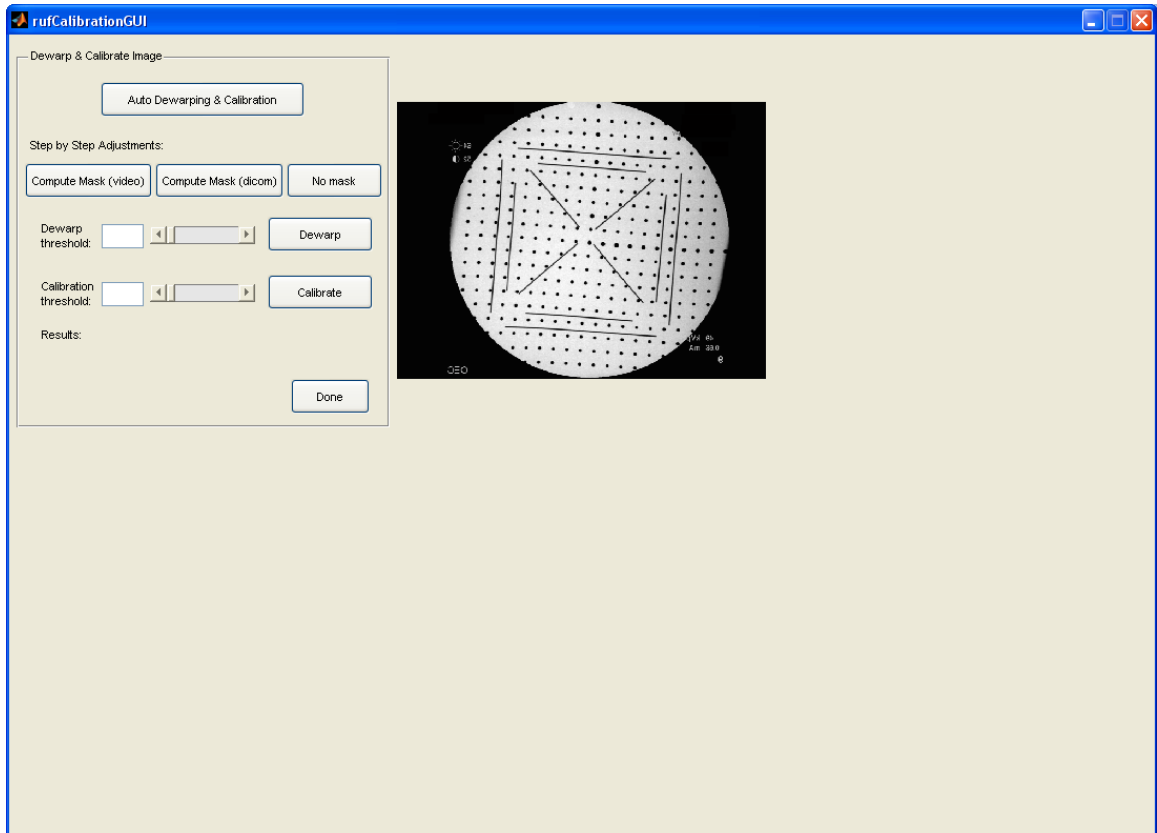 rufCalibrationGUI
Dewarp & Calibrate Image
Auto Dewarping & Calibration
Step by Step Adjustments:
Compute Mask (video) Compute Mask (dicom) No mask
Dewarp
threshold:
Dewarp
Calibration
threshold:
Calibrate
Results:
Done
OEO